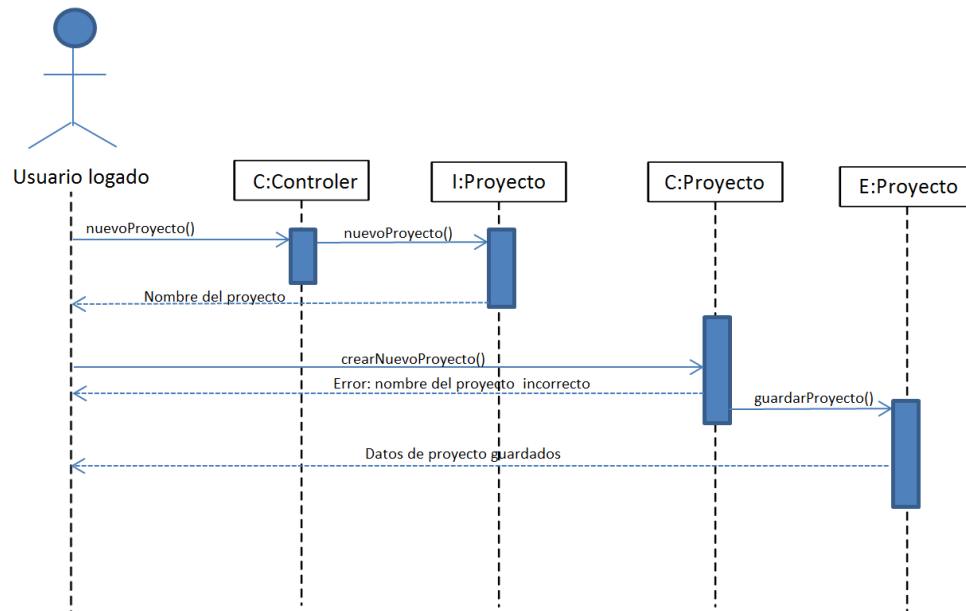 Usuario logado
C:Controler
I:Proyecto
C:Proyecto
E:Proyecto
nuevoProyecto()
nuevoProyecto()
Nombre del proyecto
crearNuevoProyecto()
Error: nombre del proyecto incorrecto
guardarProyecto()
Datos de proyecto guardados